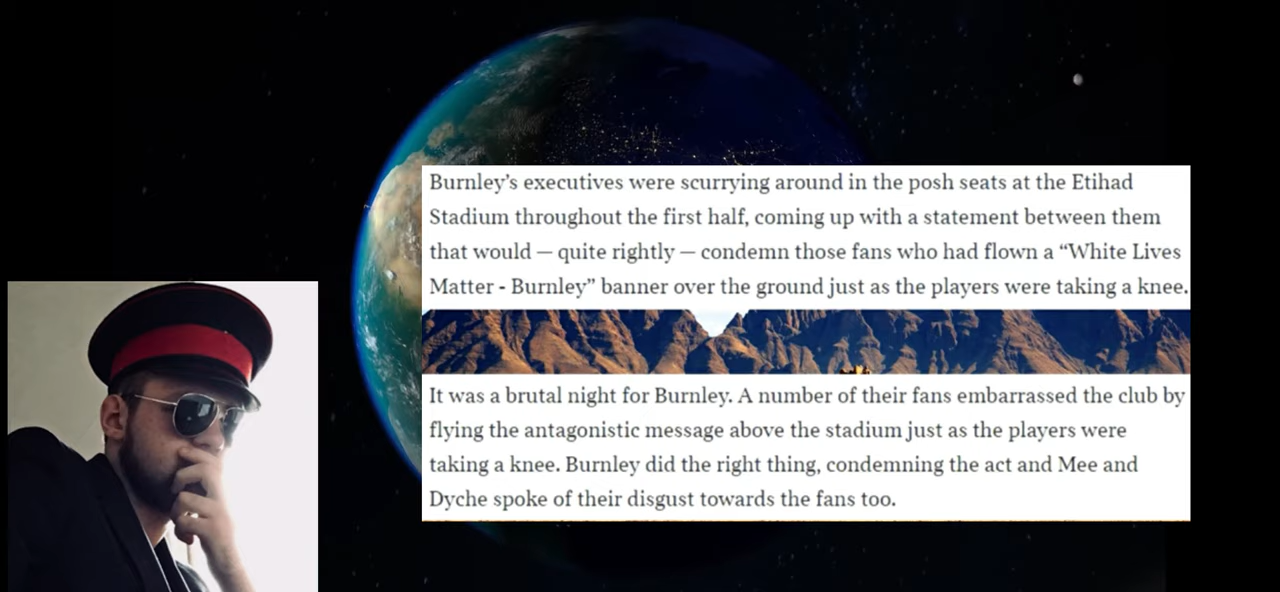 Burnley’s executives were scurrying around in the posh seats at the Etihad
Stadium throughout the first half, coming up with a statement between them
that would — quite rightly — condemn those fans who had flown a “White Lives
Matter - Burnley” banner over the ground just as the players were taking a knee.
It was a brutal night for Burnley. A number of their fans embarrassed the club by
flying the antagonistic message above the stadium just as the players were
taking a knee. Burnley did the right thing, condemning the act and Mee and
Dyche spoke of their disgust towards the fans too.